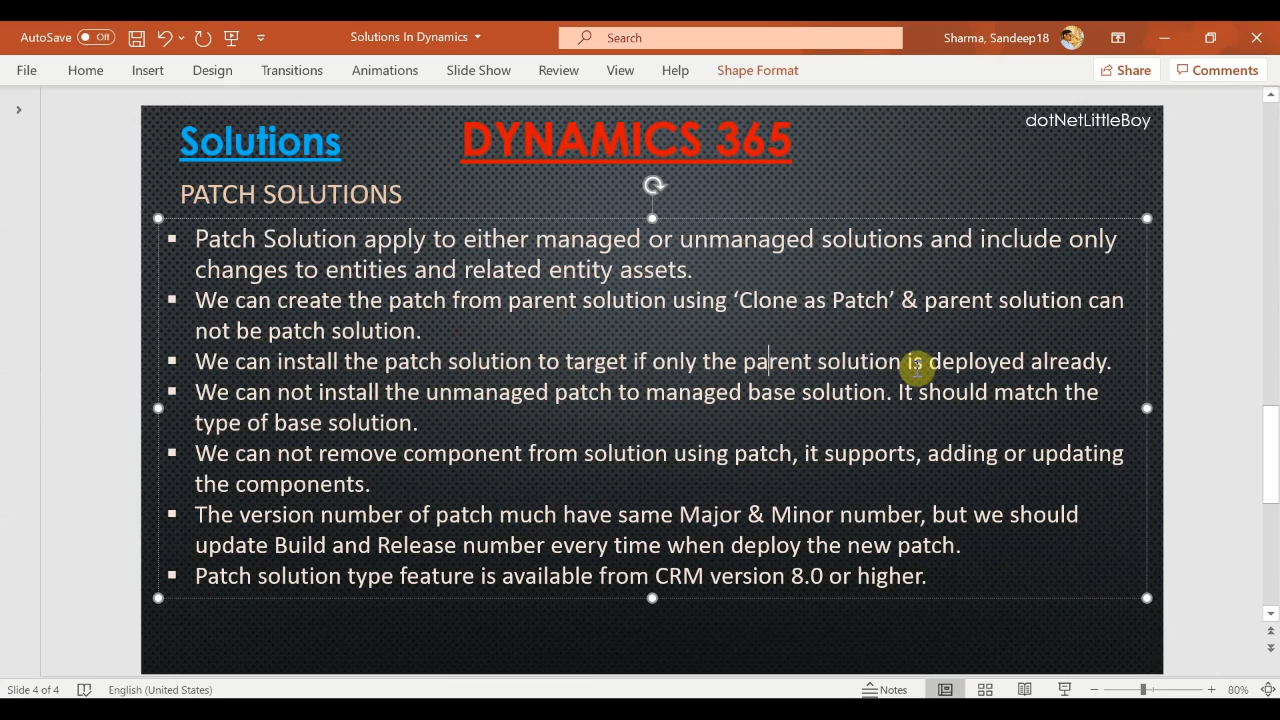 AutoSave Off Solutions In Dynamics Search Sharma, Sandeep18
File Home Insert Design Transitions Animations Slide Show Review View Help Shape Format Share Comments
dotNetLittleBoy
Solutions DYNAMICS 365
PATCH SOLUTIONS
▪ Patch Solution apply to either managed or unmanaged solutions and include only
changes to entities and related entity assets.
▪ We can create the patch from parent solution using ‘Clone as Patch’ & parent solution can
not be patch solution.
▪ We can install the patch solution to target if only the parent solution is deployed already.
▪ We can not install the unmanaged patch to managed base solution. It should match the
type of base solution.
▪ We can not remove component from solution using patch, it supports, adding or updating
the components.
▪ The version number of patch much have same Major & Minor number, but we should
update Build and Release number every time when deploy the new patch.
▪ Patch solution type feature is available from CRM version 8.0 or higher.
Slide 4 of 4 English (United States) Notes 80%